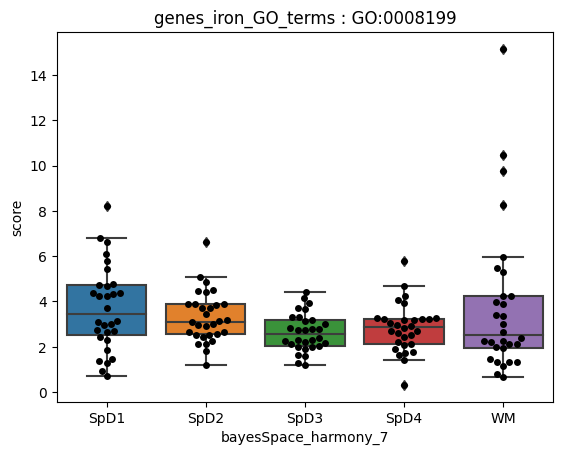 genes_iron_GO_terms : GO:0008199
14
12
10
8
6
4
2
0
score
SpD1 SpD2 SpD3 SpD4 WM
bayesSpace_harmony_7